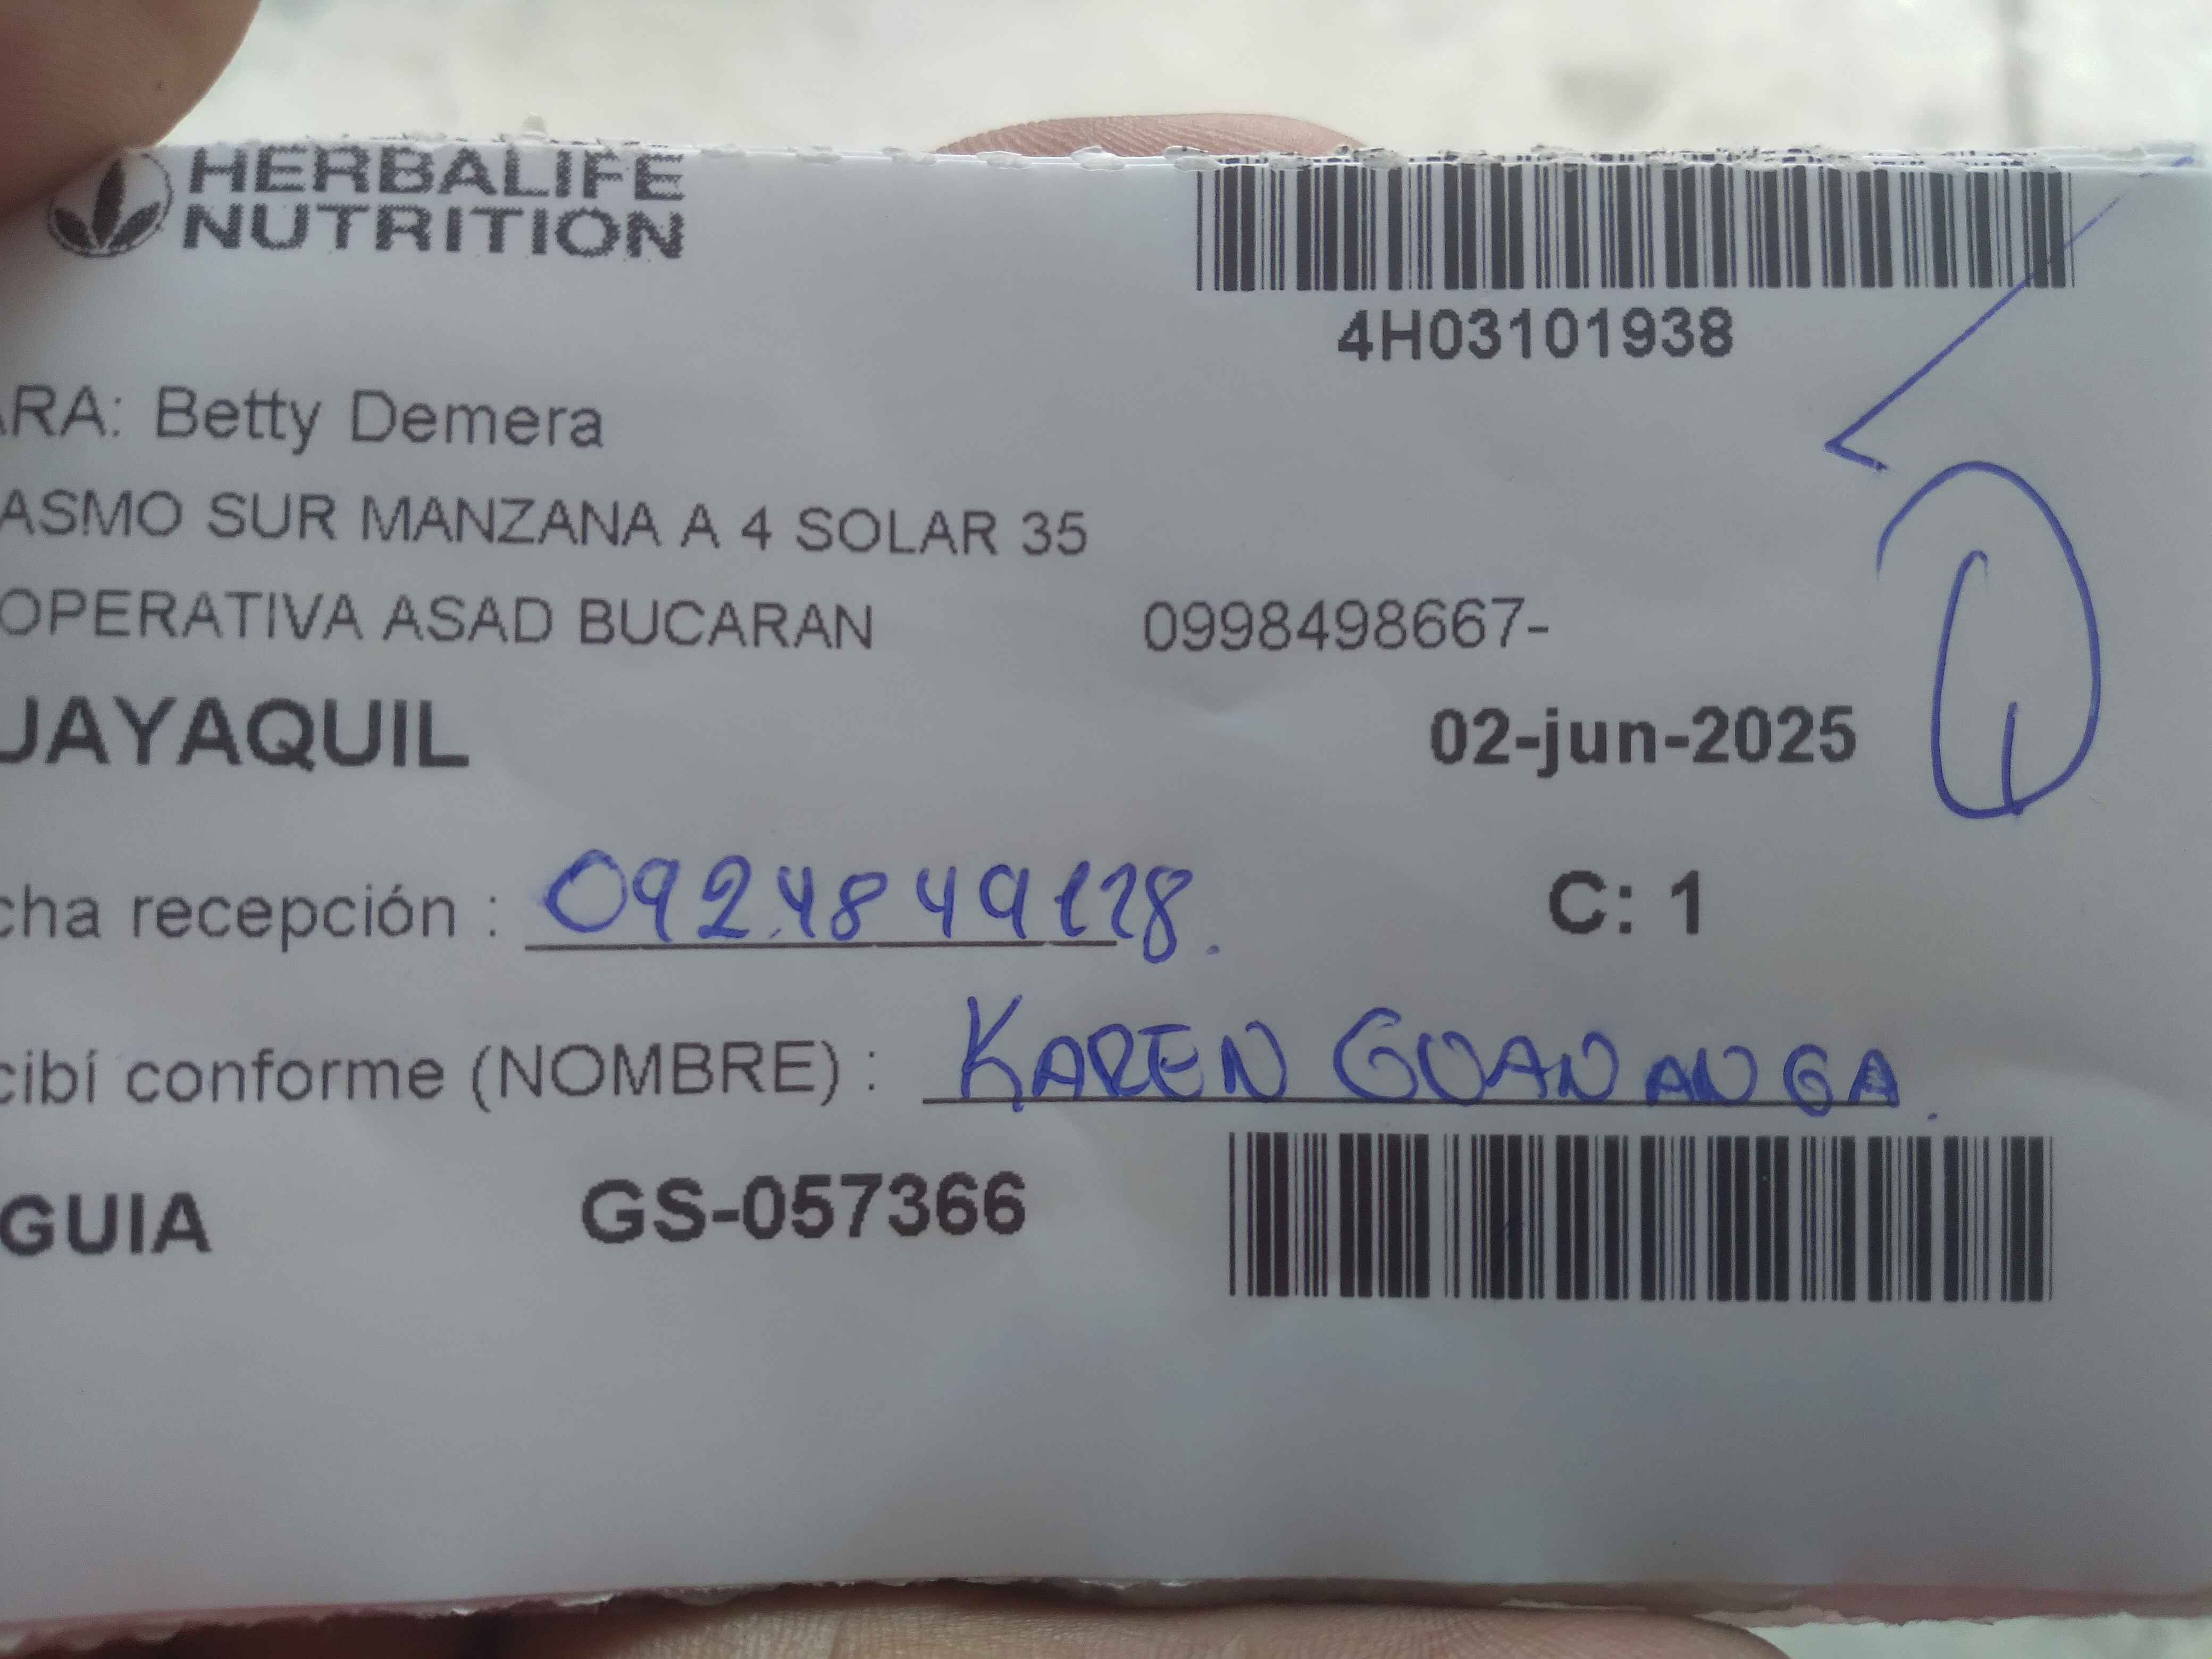 HERBALIFE
NUTRITION
4H03101938
ARA: Betty Demera
ASMO SUR MANZANA A 4 SOLAR 35
OPERATIVA ASAD BUCARAN 0998498667-
UAYAQUIL 02-jun-2025
cha recepción : 0924849128. C: 1
cibí conforme (NOMBRE) : KAREN GUANANGA.
GUIA GS-057366